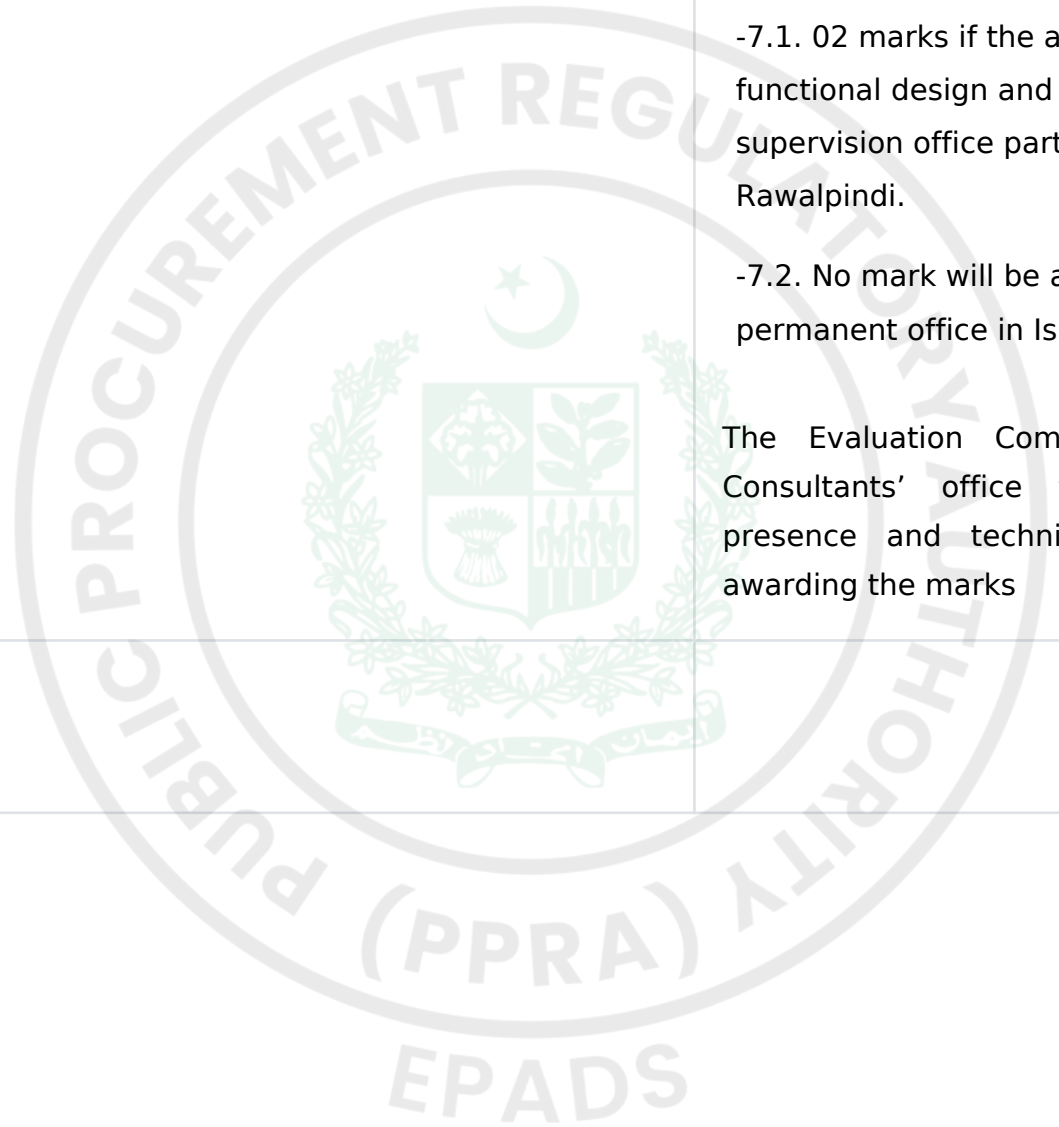 -7.1. 02 marks if the a
functional design and
supervision office part
Rawalpindi.
-7.2. No mark will be a
permanent office in Is
The Evaluation Com
Consultants’ office
presence and techni
awarding the marks
PUBLIC PROCUREMENT REGULATORY AUTHORITY
(PPRA)
EPADS